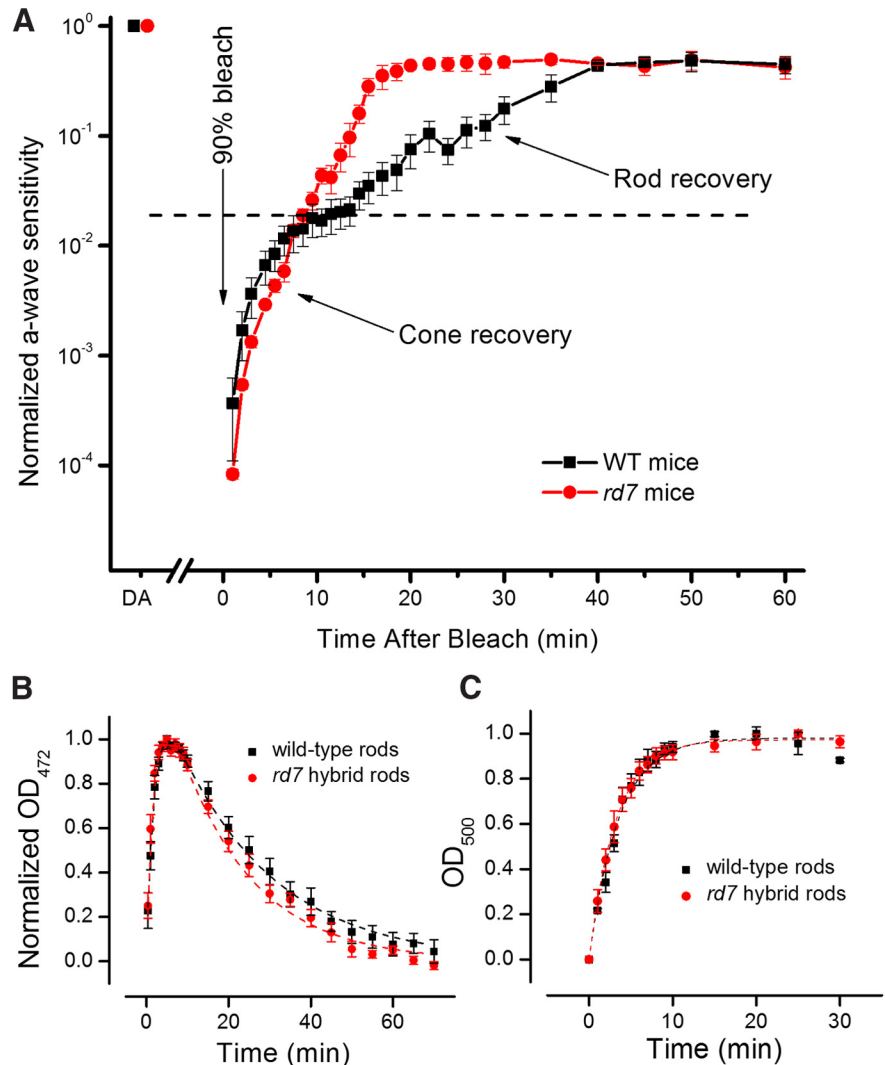 A
Normalized a-wave sensitivity
10⁰
10⁻¹
10⁻²
10⁻³
10⁻⁴
90% bleach
Rod recovery
Cone recovery
WT mice
rd7 mice
DA
0
10
20
30
40
50
60
Time After Bleach (min)
B
Normalized OD₄₇₂
1.0
0.8
0.6
0.4
0.2
0.0
wild-type rods
rd7 hybrid rods
0
20
40
60
Time (min)
C
OD₅₀₀
1.0
0.8
0.6
0.4
0.2
0.0
wild-type rods
rd7 hybrid rods
0
10
20
30
Time (min)